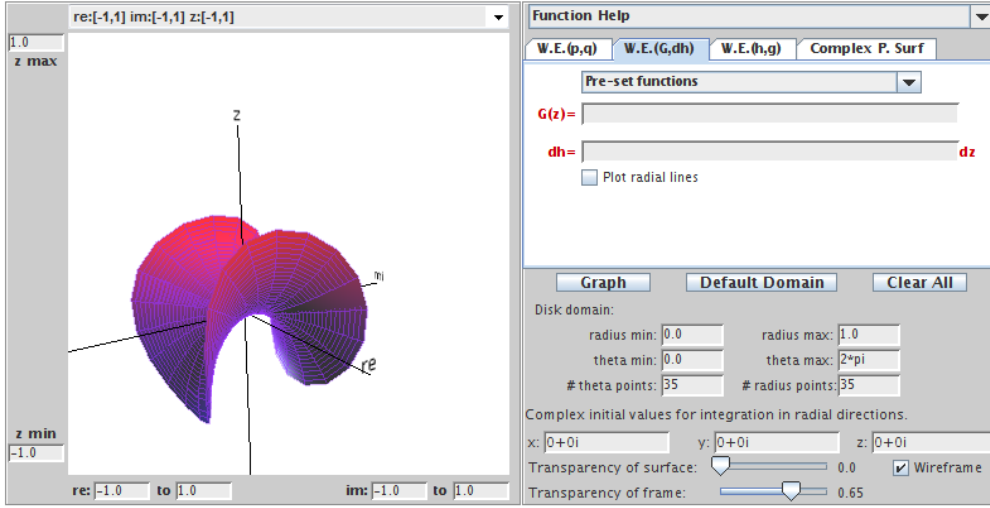 re:[-1,1] im:[-1,1] z:[-1,1]
1.0
z max
z
im
re
z min
-1.0
re: -1.0 to 1.0 im: -1.0 to 1.0
Function Help
W.E.(p,q) W.E.(G,dh) W.E.(h,g) Complex P. Surf
Pre-set functions
G(z)=
dh= dz
Plot radial lines
Graph Default Domain Clear All
Disk domain:
radius min: 0.0 radius max: 1.0
theta min: 0.0 theta max: 2*pi
# theta points: 35 # radius points: 35
Complex initial values for integration in radial directions.
x: 0+0i y: 0+0i z: 0+0i
Transparency of surface: 0.0 Wireframe
Transparency of frame: 0.65